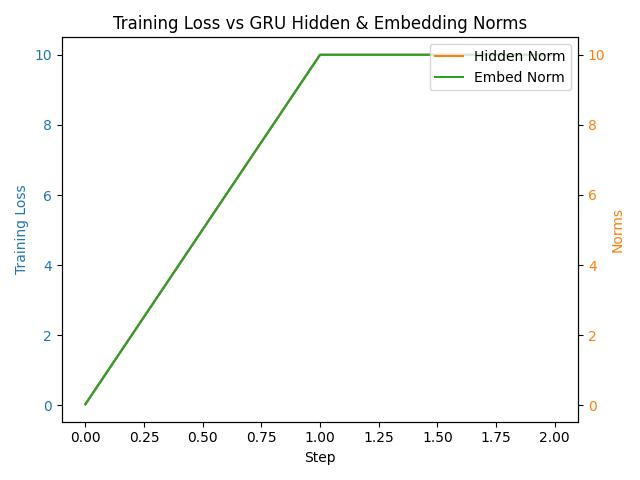 Training Loss vs GRU Hidden & Embedding Norms
10
8
6
4
2
0
Training Loss
Hidden Norm
Embed Norm
10
8
6
4
2
0
Norms
0.00 0.25 0.50 0.75 1.00 1.25 1.50 1.75 2.00
Step